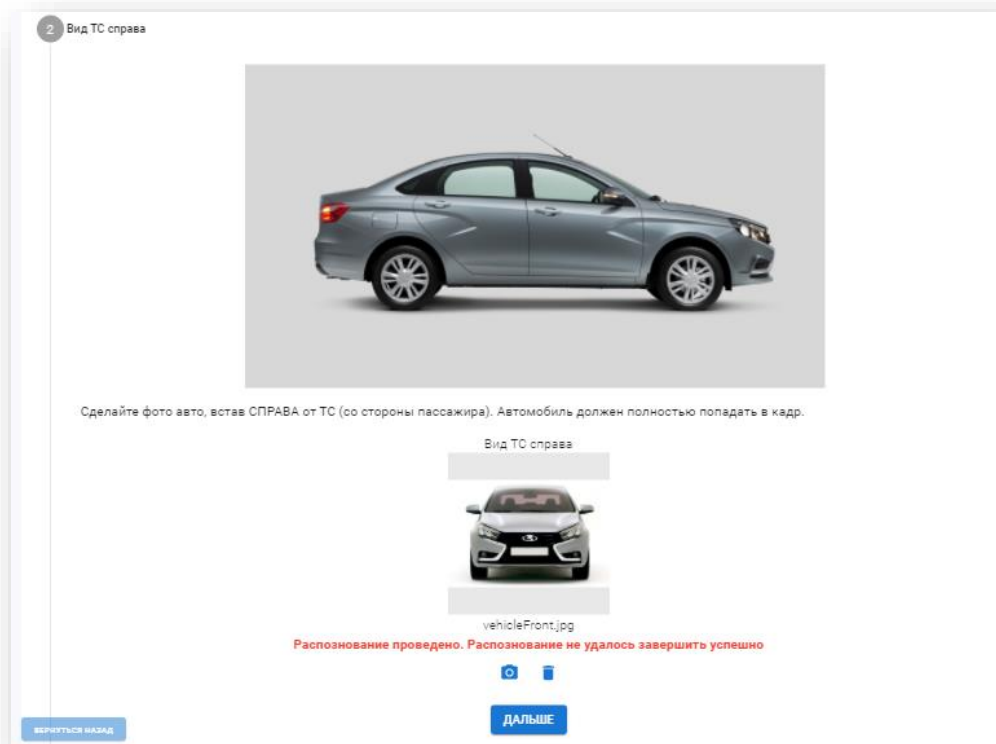 2 Вид ТС справа
Сделайте фото авто, встав СПРАВА от ТС (со стороны пассажира). Автомобиль должен полностью попадать в кадр.
Вид ТС справа
vehicleFront.jpg
Распознование проведено. Распознование не удалось завершить успешно
ДАЛЬШЕ
ВЕРНУТЬСЯ НАЗАД